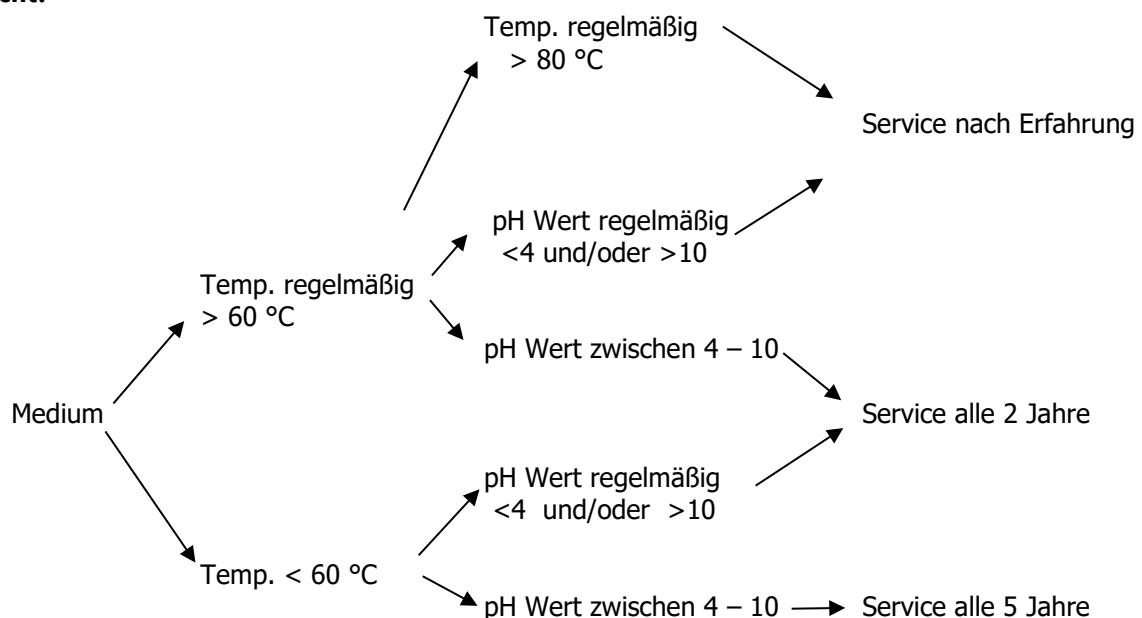 Temp. regelmäßig
> 80 °C
Service nach Erfahrung
pH Wert regelmäßig
<4 und/oder >10
Temp. regelmäßig
> 60 °C
pH Wert zwischen 4 – 10
Medium
Service alle 2 Jahre
pH Wert regelmäßig
<4 und/oder >10
Temp. < 60 °C
pH Wert zwischen 4 – 10
Service alle 5 Jahre